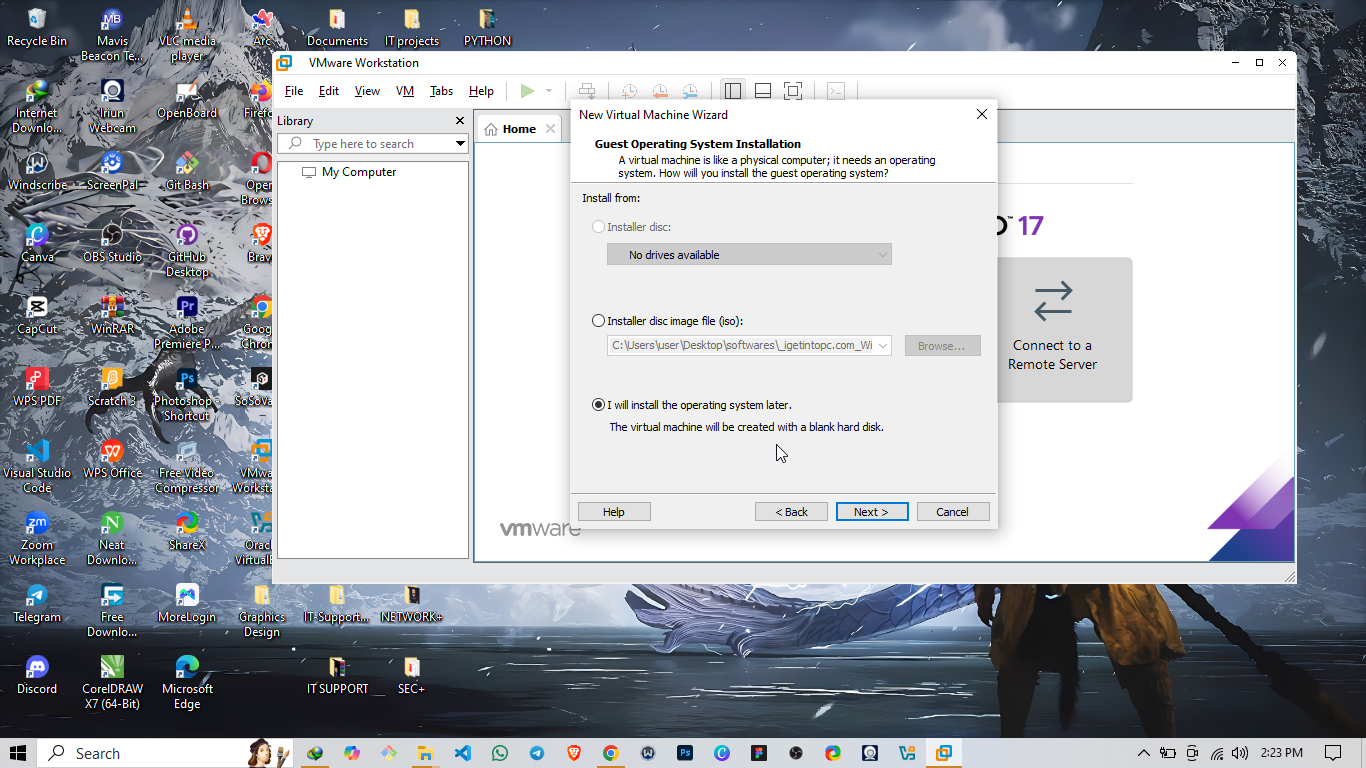 Recycle Bin
Mavis
Beacon Te...
VLC media
player
Arc
Documents
IT projects
PYTHON
Internet
Downlo...
Iriun
Webcam
OpenBoard
Firefo
Windscribe
ScreenPal
Git Bash
Oper
Brows
Canva
OBS Studio
GitHub
Desktop
Brav
CapCut
WinRAR
Adobe
Premiere P...
Goog
Chron
WPS PDF
Scratch 3
Photoshop -
Shortcut
SoSoVa
Visual Studio
Code
WPS Office
Free Video
Compressor
VMwa
Worksta
Zoom
Workplace
Neat
Downlo...
ShareX
Oracl
VirtualB
Telegram
Free
Downlo...
MoreLogin
Graphics
Design
IT-Support...
NETWORK+
Discord
CorelDRAW
X7 (64-Bit)
Microsoft
Edge
IT SUPPORT
SEC+
VMware Workstation
File Edit View VM Tabs Help
Library
Type here to search
My Computer
Home
17
Connect to a
Remote Server
vmware
New Virtual Machine Wizard
Guest Operating System Installation
A virtual machine is like a physical computer; it needs an operating
system. How will you install the guest operating system?
Install from:
Installer disc:
No drives available
Installer disc image file (iso):
C:\Users\user\Desktop\softwares\_igetintopc.com_Wi
Browse...
I will install the operating system later.
The virtual machine will be created with a blank hard disk.
Help
< Back
Next >
Cancel
Search
2:23 PM